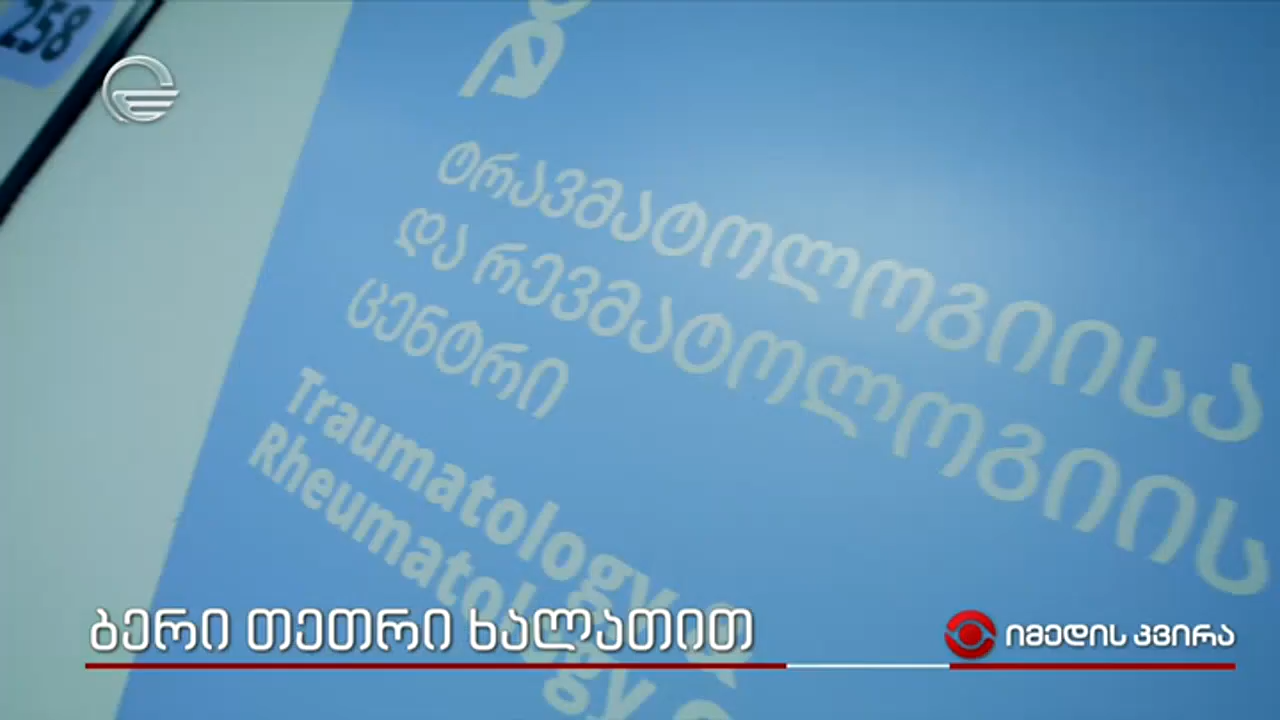 258
ტრავმატოლოგიისა
და რევმატოლოგიის
ცენტრი
Traumatology &
Rheumatology
ბერი თეთრი ხალათით
იმედის კვირა